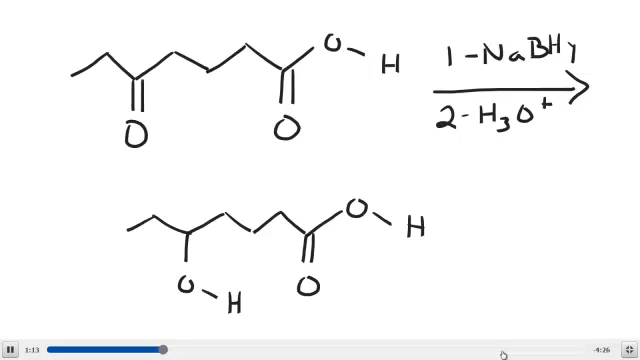 O H
O O
1-NaBH4
2-H3O+
O H
O H O
1:13 -4:26